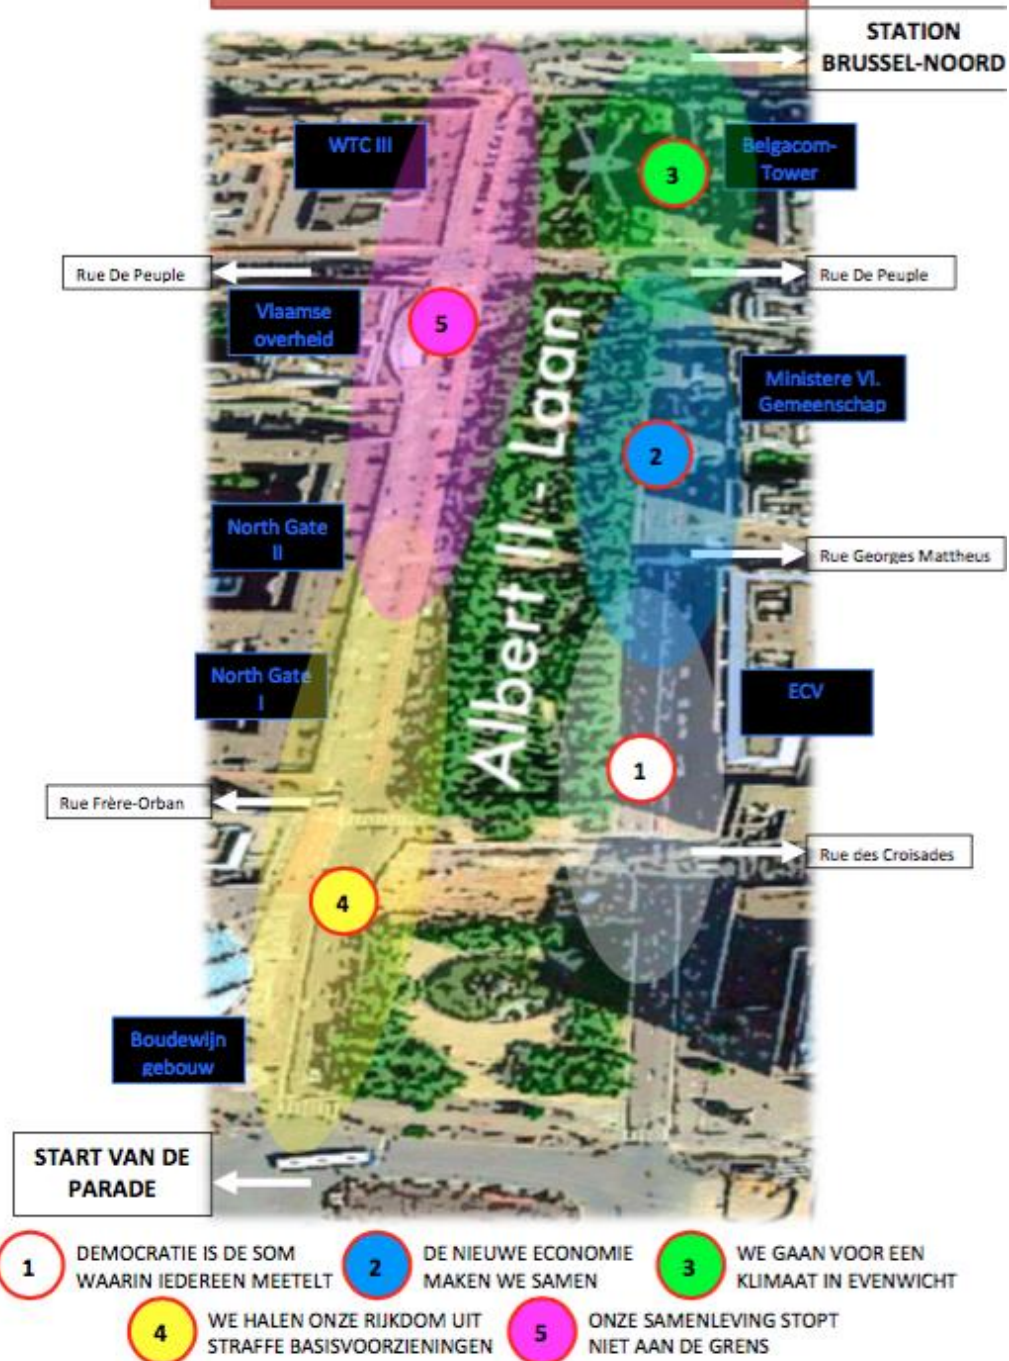 STATION
BRUSSEL-NOORD
WTC III
3
Belgacom-
Tower
Rue De Peuple
Rue De Peuple
Vlaamse
overheid
5
Ministere Vl.
Gemeenschap
2
Albert II - Laan
North Gate
II
Rue Georges Mattheus
North Gate
I
ECV
1
Rue Frère-Orban
Rue des Croisades
4
Boudewijn
gebouw
START VAN DE
PARADE
1 DEMOCRATIE IS DE SOM
WAARIN IEDEREEN MEETELT
2 DE NIEUWE ECONOMIE
MAKEN WE SAMEN
3 WE GAAN VOOR EEN
KLIMAAT IN EVENWICHT
4 WE HALEN ONZE RIJKDOM UIT
STRAFFE BASISVOORZIENINGEN
5 ONZE SAMENLEVING STOPT
NIET AAN DE GRENS